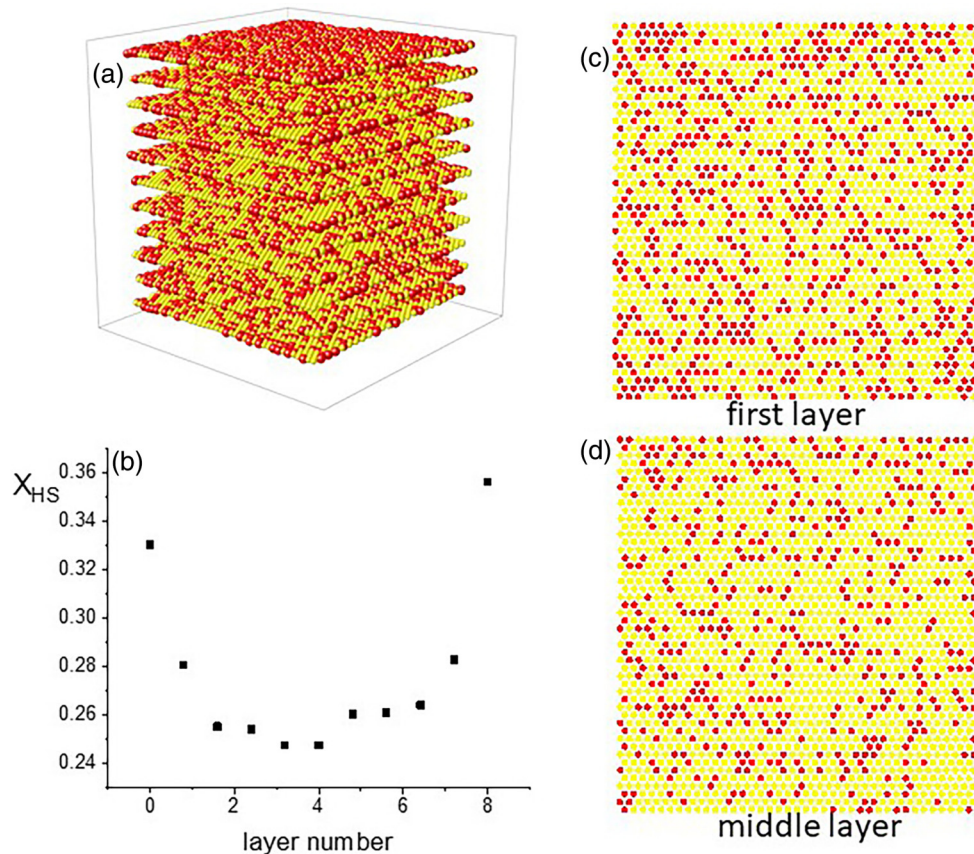 (a)
(b)
X_HS
0.36
0.34
0.32
0.30
0.28
0.26
0.24
0
2
4
6
8
layer number
(c)
first layer
(d)
middle layer